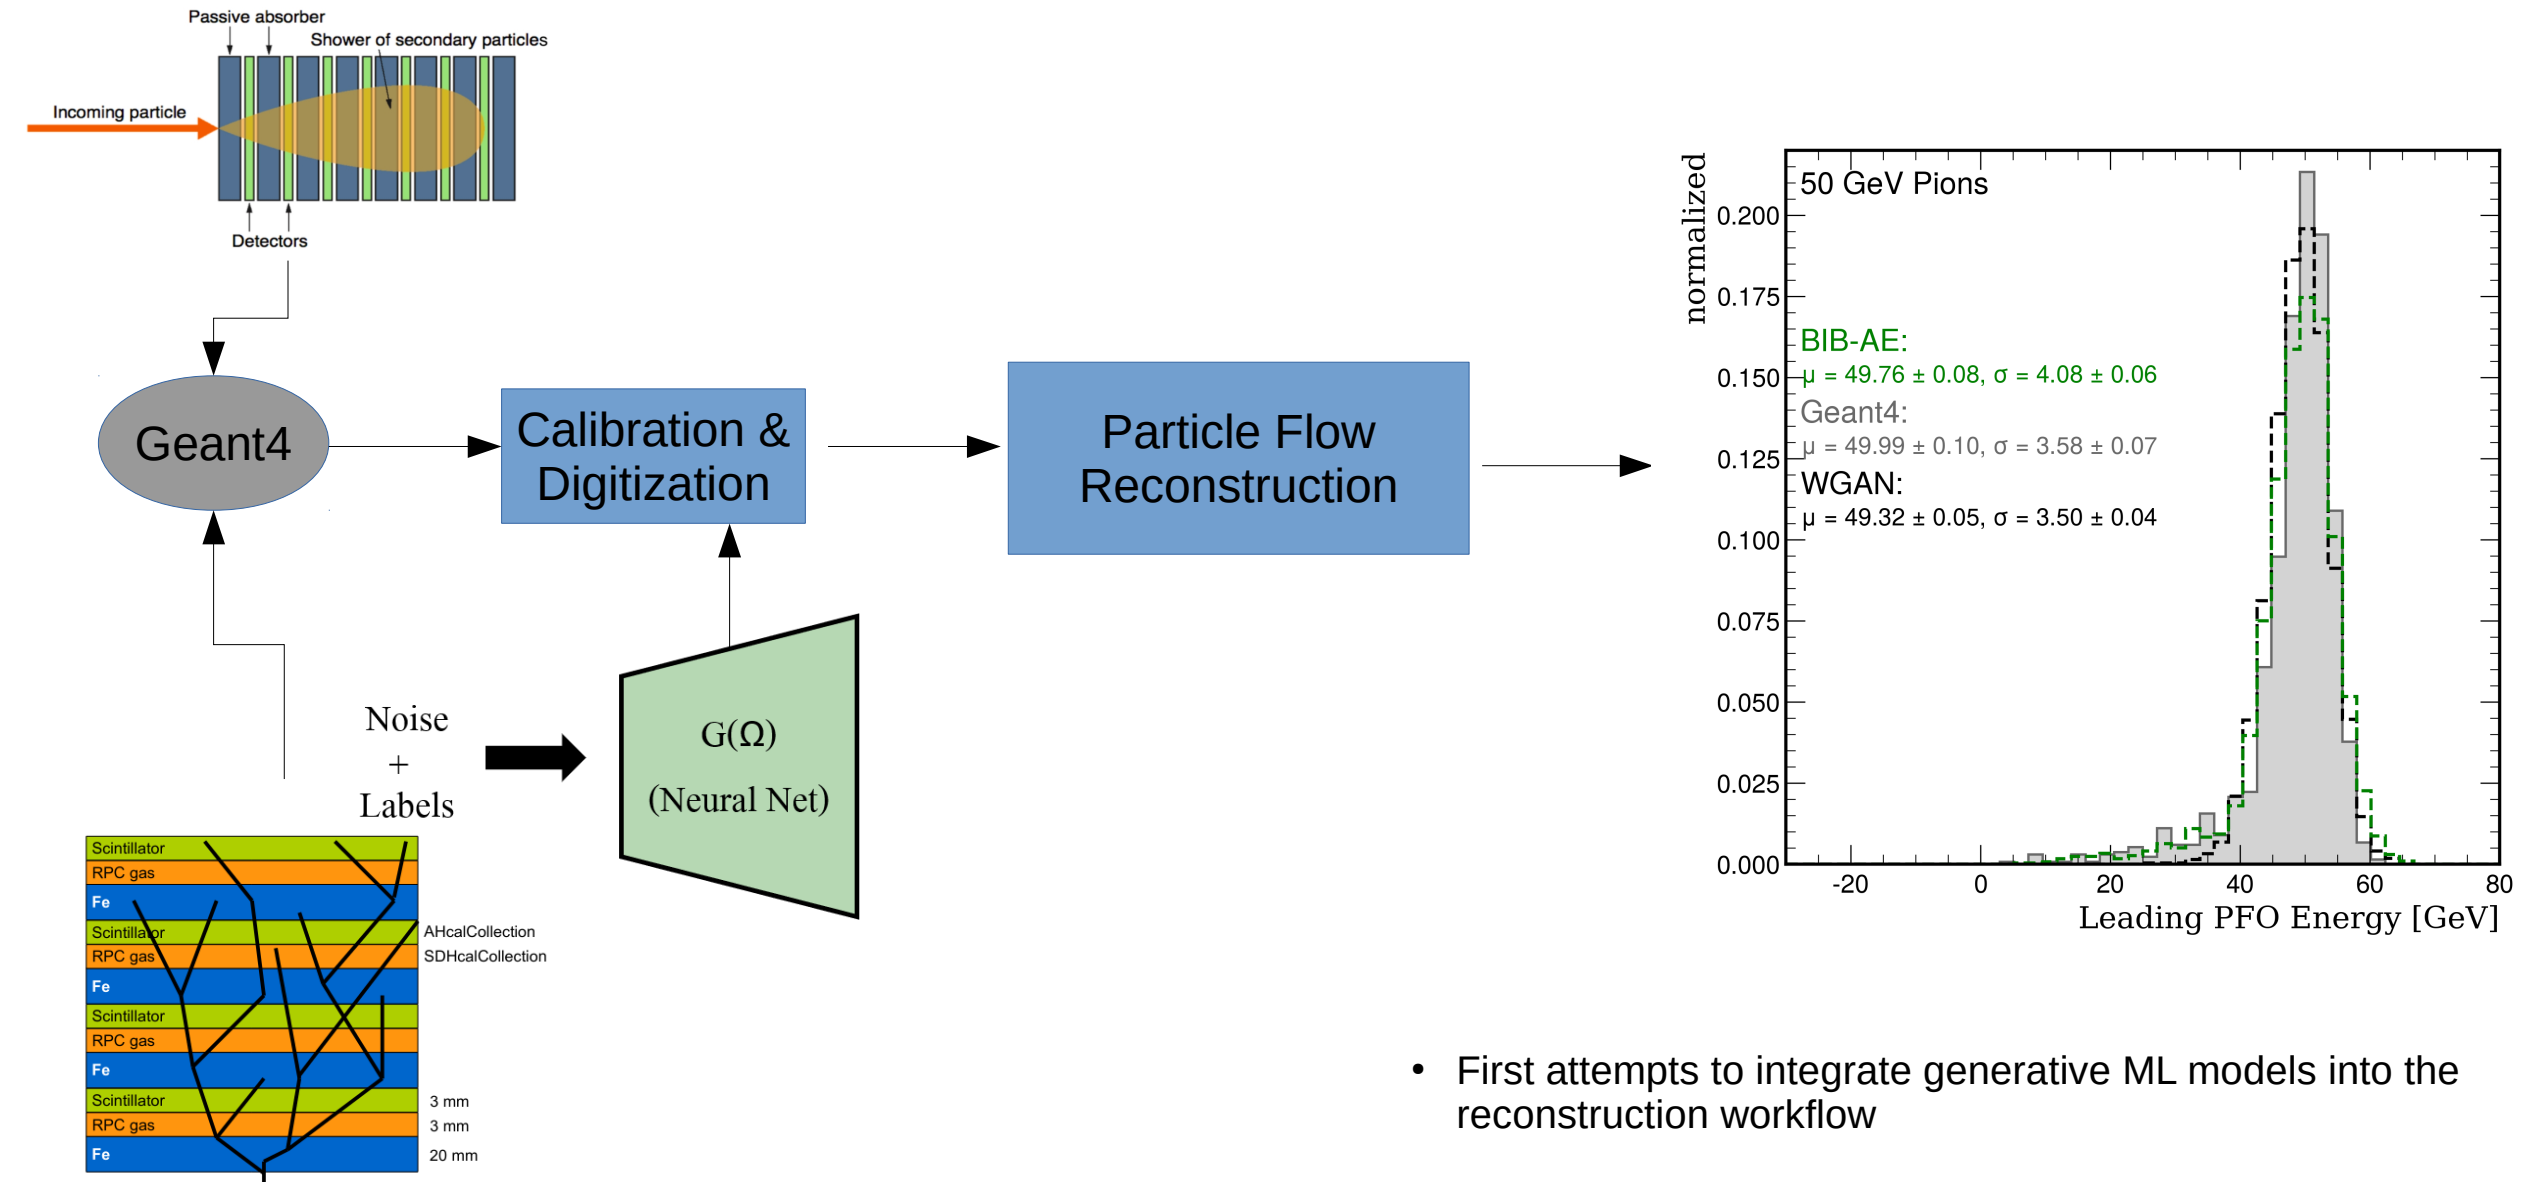 Passive absorber
Shower of secondary particles
Incoming particle
Detectors
Geant4
Calibration &
Digitization
Particle Flow
Reconstruction
Noise
+
Labels
G(Ω)
(Neural Net)
Scintillator
RPC gas
Fe
Scintillator
AHcalCollection
RPC gas
SDHcalCollection
Fe
Scintillator
RPC gas
Fe
Scintillator
3 mm
RPC gas
3 mm
Fe
20 mm
normalized
50 GeV Pions
BIB-AE:
μ = 49.76 ± 0.08, σ = 4.08 ± 0.06
Geant4:
μ = 49.99 ± 0.10, σ = 3.58 ± 0.07
WGAN:
μ = 49.32 ± 0.05, σ = 3.50 ± 0.04
0.200
0.175
0.150
0.125
0.100
0.075
0.050
0.025
0.000
-20 0 20 40 60 80
Leading PFO Energy [GeV]
• First attempts to integrate generative ML models into the
reconstruction workflow